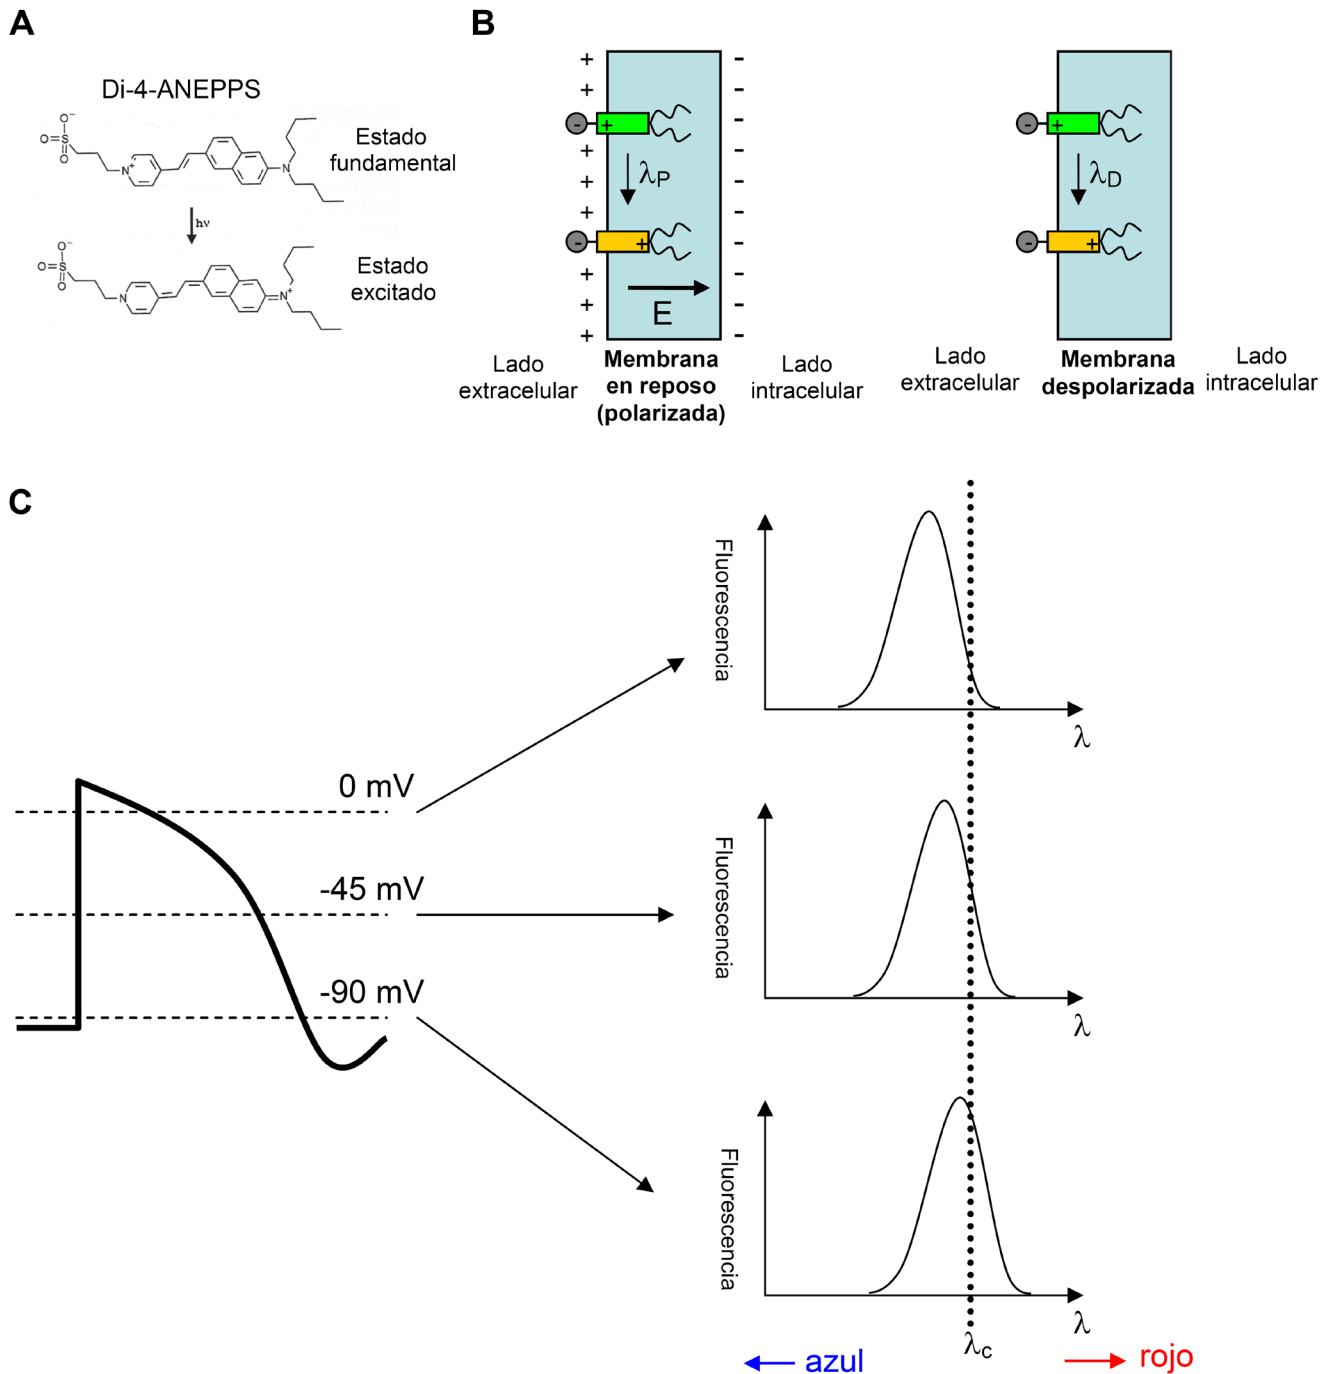 A
Di-4-ANEPPS
Estado
fundamental
hν
Estado
excitado
B
λP
E
Lado
extracelular
Membrana
en reposo
(polarizada)
Lado
intracelular
λD
Lado
extracelular
Membrana
despolarizada
Lado
intracelular
C
0 mV
-45 mV
-90 mV
Fluorescencia
λ
Fluorescencia
λ
Fluorescencia
λ
λc
azul
rojo